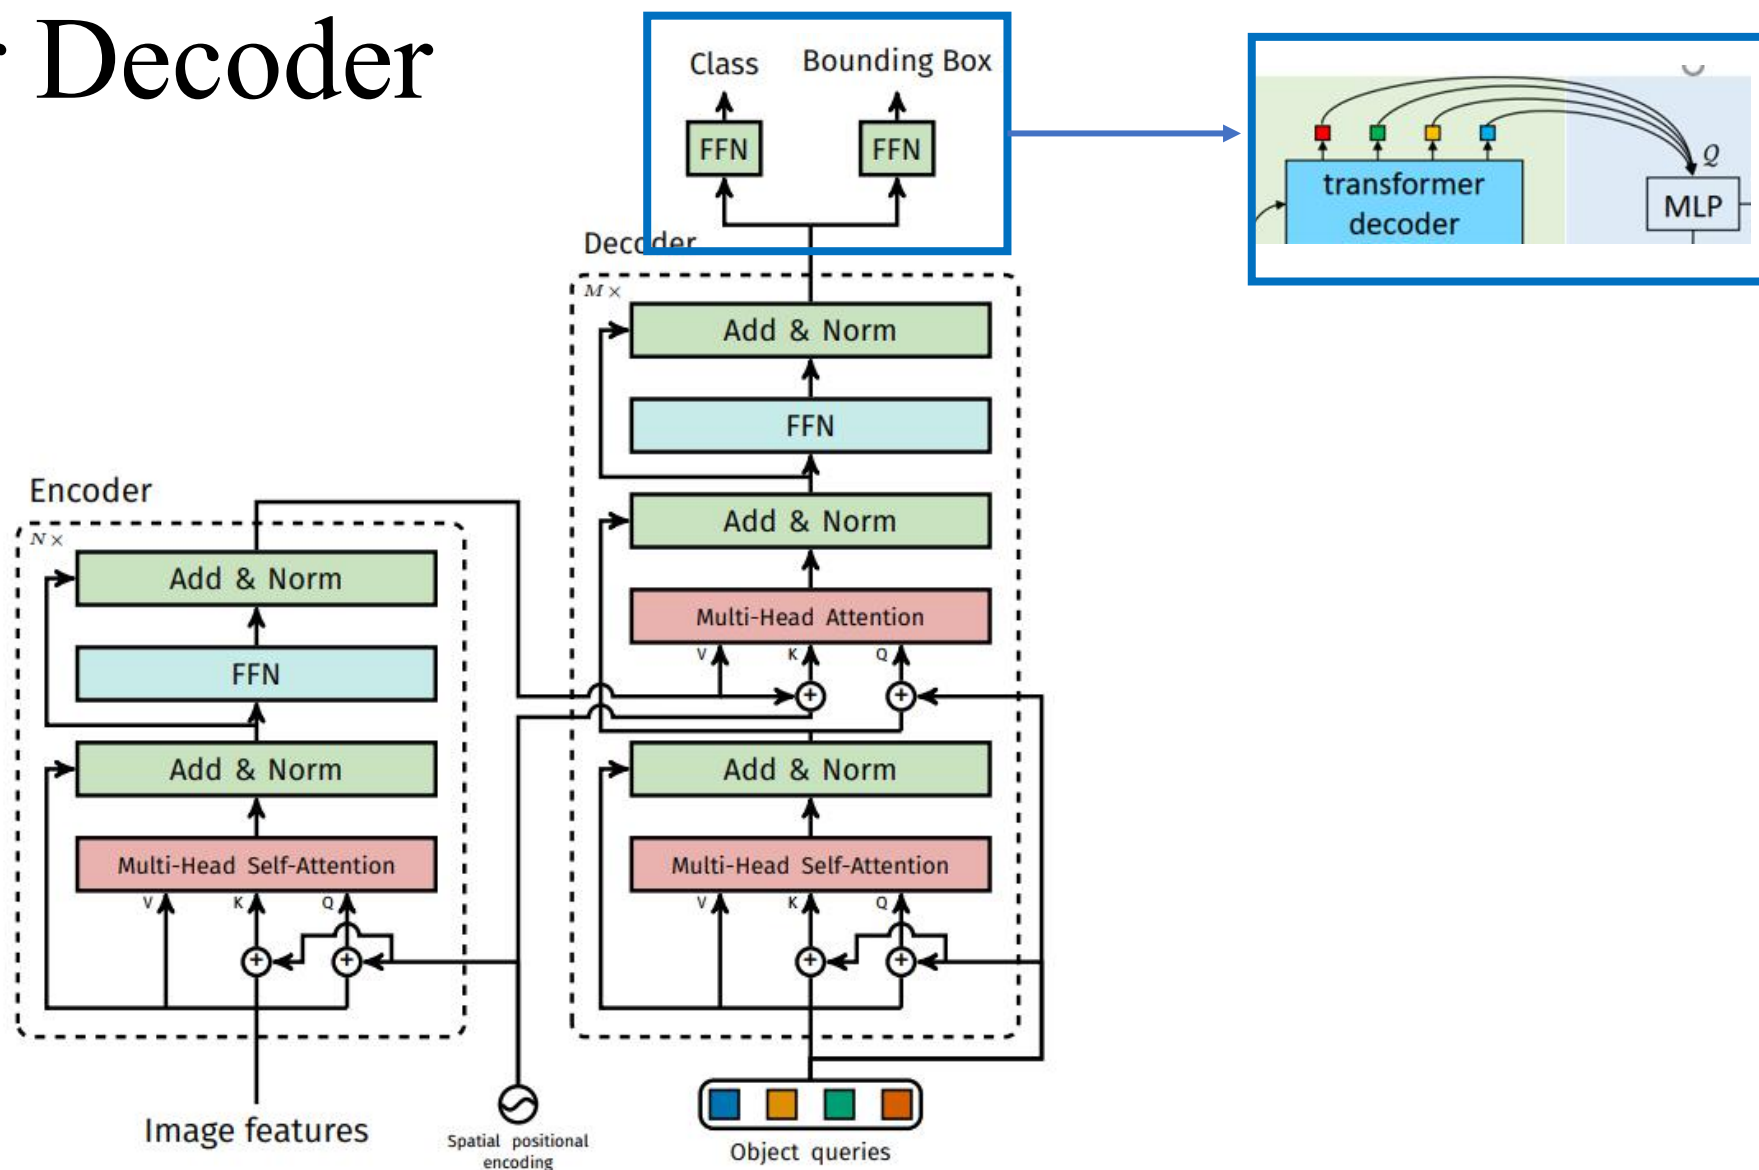 r Decoder
Class
Bounding Box
FFN
FFN
Q
transformer
decoder
MLP
Decoder
M ×
Add & Norm
FFN
Add & Norm
Multi-Head Attention
V
K
Q
Add & Norm
Multi-Head Self-Attention
V
K
Q
Encoder
N ×
Add & Norm
FFN
Add & Norm
Multi-Head Self-Attention
V
K
Q
Image features
Spatial positional
encoding
Object queries